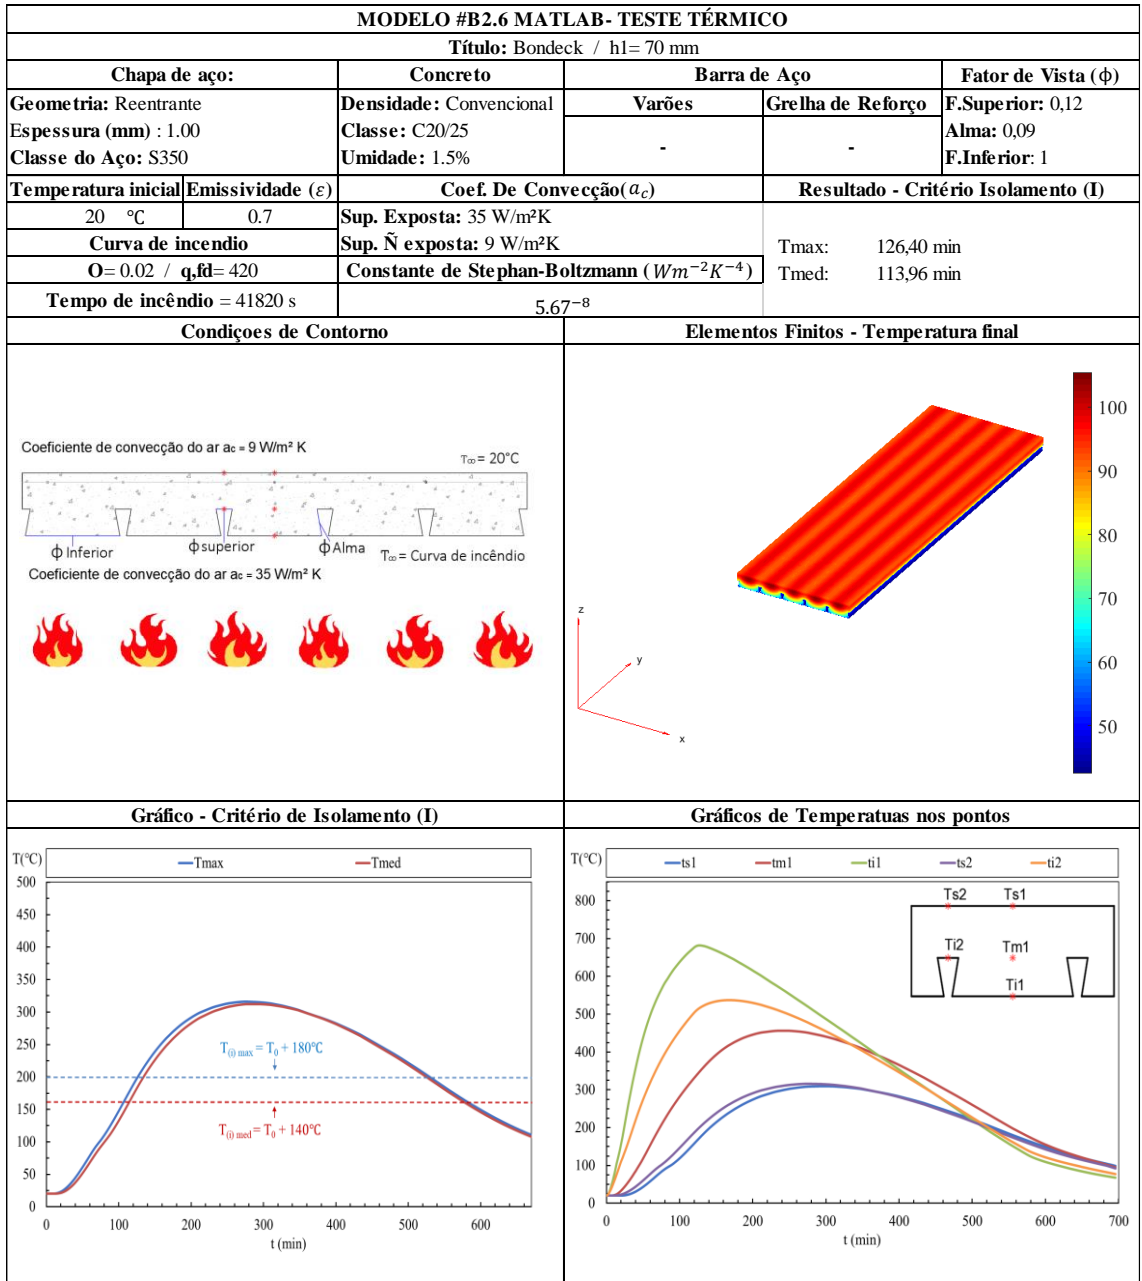 MODELO #B2.6 MATLAB- TESTE TÉRMICO
Título: Bondeck / h1= 70 mm
Chapa de aço:
Concreto
Barra de Aço
Fator de Vista (ϕ)
Geometria: Reentrante
Espessura (mm) : 1.00
Classe do Aço: S350
Densidade: Convencional
Classe: C20/25
Umidade: 1.5%
Varões
Grelha de Reforço
-
-
F.Superior: 0,12
Alma: 0,09
F.Inferior: 1
Temperatura inicial
Emissividade (ε)
Coef. De Convecção(a_c)
Resultado - Critério Isolamento (I)
20 °C
0.7
Sup. Exposta: 35 W/m²K
Sup. Ñ exposta: 9 W/m²K
Tmax: 126,40 min
Tmed: 113,96 min
Curva de incendio
O= 0.02 / q,fd= 420
Constante de Stephan-Boltzmann (Wm⁻²K⁻⁴)
Tempo de incêndio = 41820 s
5.67⁻⁸
Condiçoes de Contorno
Elementos Finitos - Temperatura final
Coeficiente de convecção do ar ac = 9 W/m² K
T∞= 20°C
ϕ Inferior
ϕ superior
ϕ Alma
T∞= Curva de incêndio
Coeficiente de convecção do ar ac = 35 W/m² K
z
y
x
100
90
80
70
60
50
Gráfico - Critério de Isolamento (I)
Gráficos de Temperatuas nos pontos
T(°C)
Tmax
Tmed
500
450
400
350
300
250
200
150
100
50
0
T(i) max = T0 + 180°C
T(i) med = T0 + 140°C
0 100 200 300 400 500 600
t (min)
T(°C)
ts1
tm1
ti1
ts2
ti2
800
700
600
500
400
300
200
100
0
Ts2
Ts1
Ti2
Tm1
Ti1
0 100 200 300 400 500 600 700
t (min)